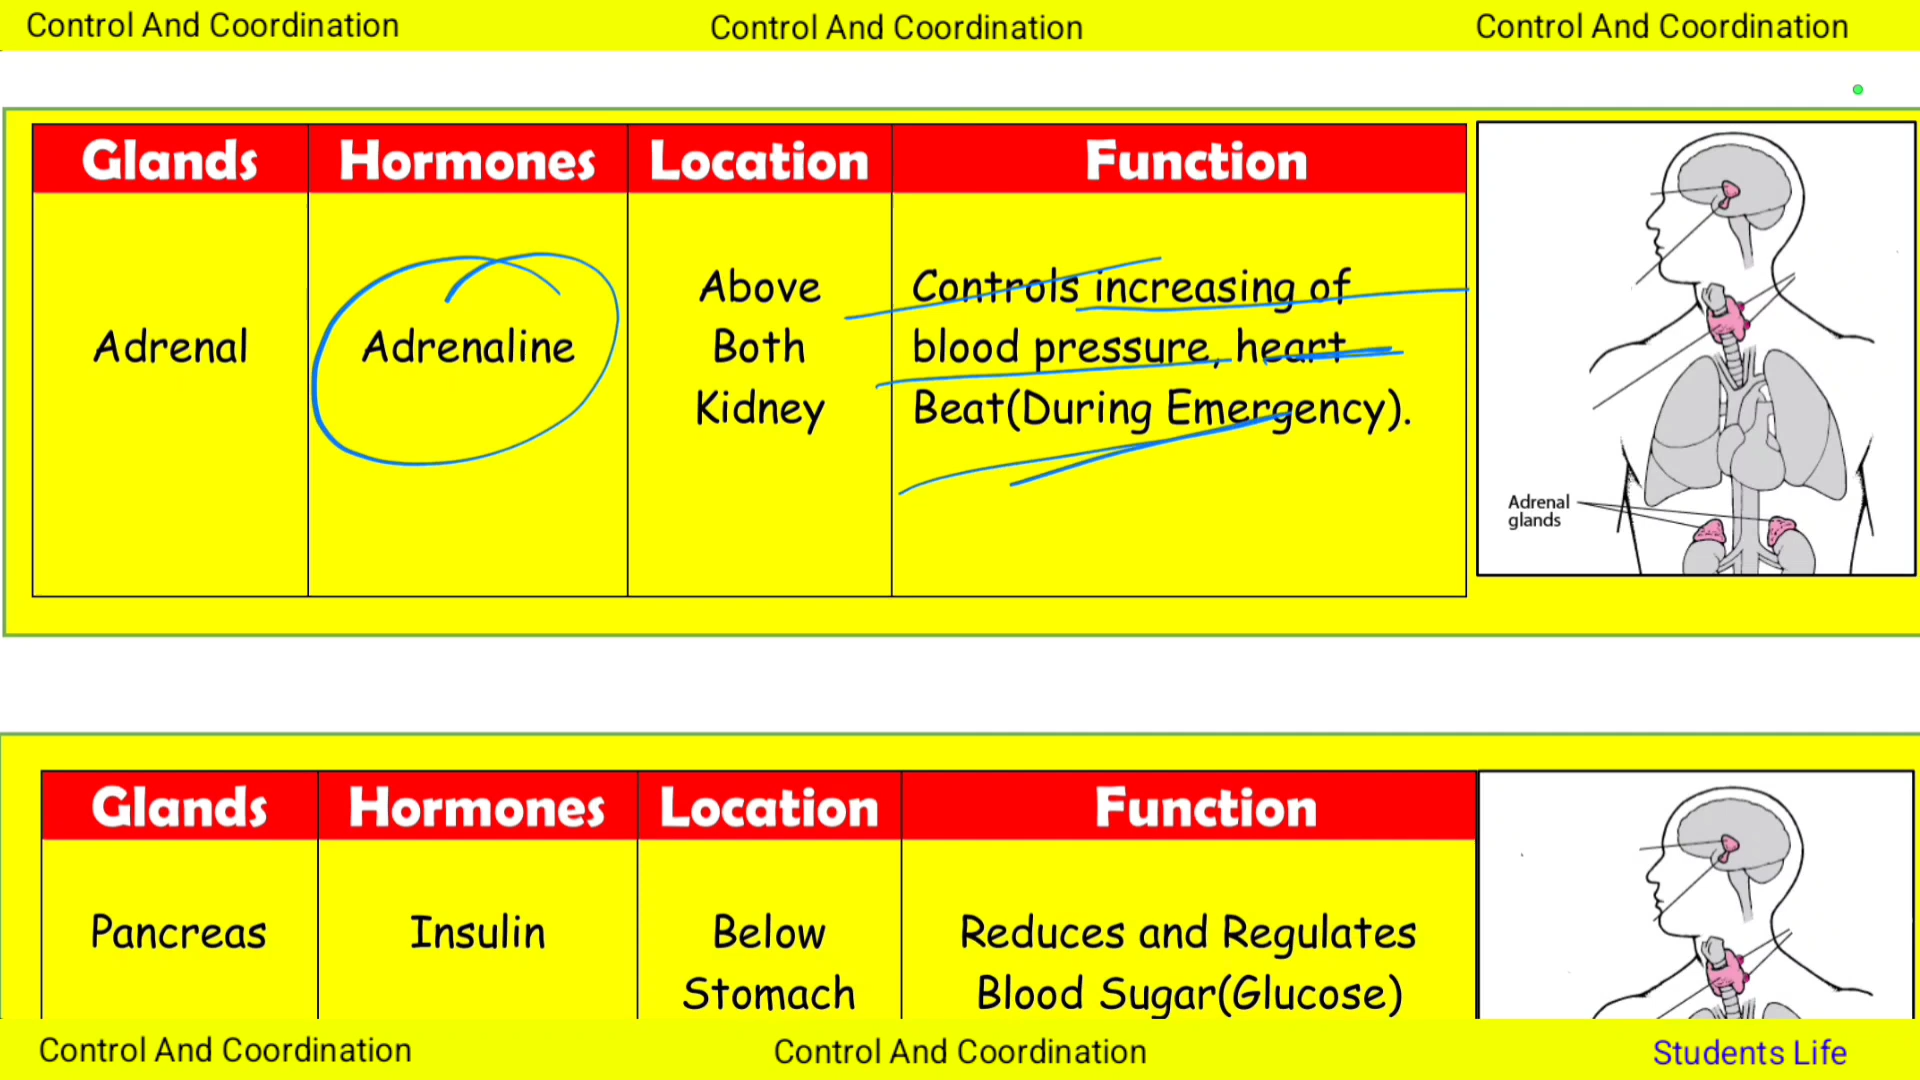 Control And Coordination Control And Coordination Control And Coordination
Glands Hormones Location Function
Adrenal
Adrenaline
Above
Both
Kidney
Controls increasing of
blood pressure, heart
Beat(During Emergency).
Adrenal
glands
Glands Hormones Location Function
Pancreas
Insulin
Below
Stomach
Reduces and Regulates
Blood Sugar(Glucose)
Control And Coordination Control And Coordination Students Life